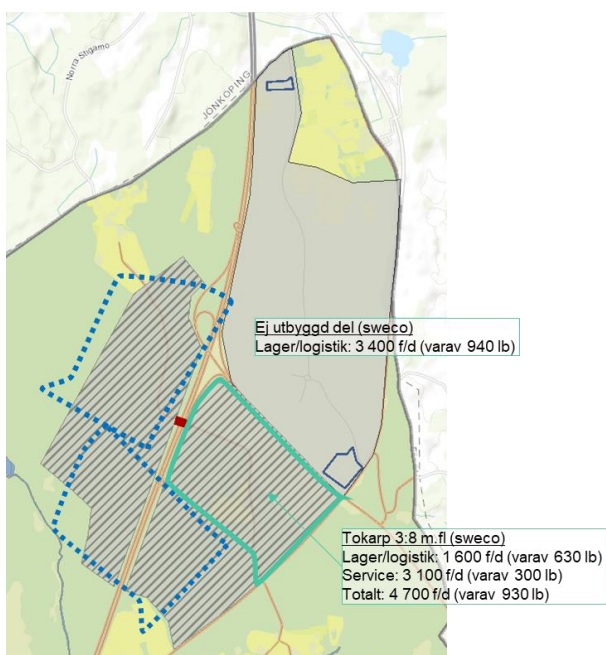 Norra Stigamo
JÖNKÖPING
Ej utbyggd del (sweco)
Lager/logistik: 3 400 f/d (varav 940 lb)
Tokarp 3:8 m.fl (sweco)
Lager/logistik: 1 600 f/d (varav 630 lb)
Service: 3 100 f/d (varav 300 lb)
Totalt: 4 700 f/d (varav 930 lb)